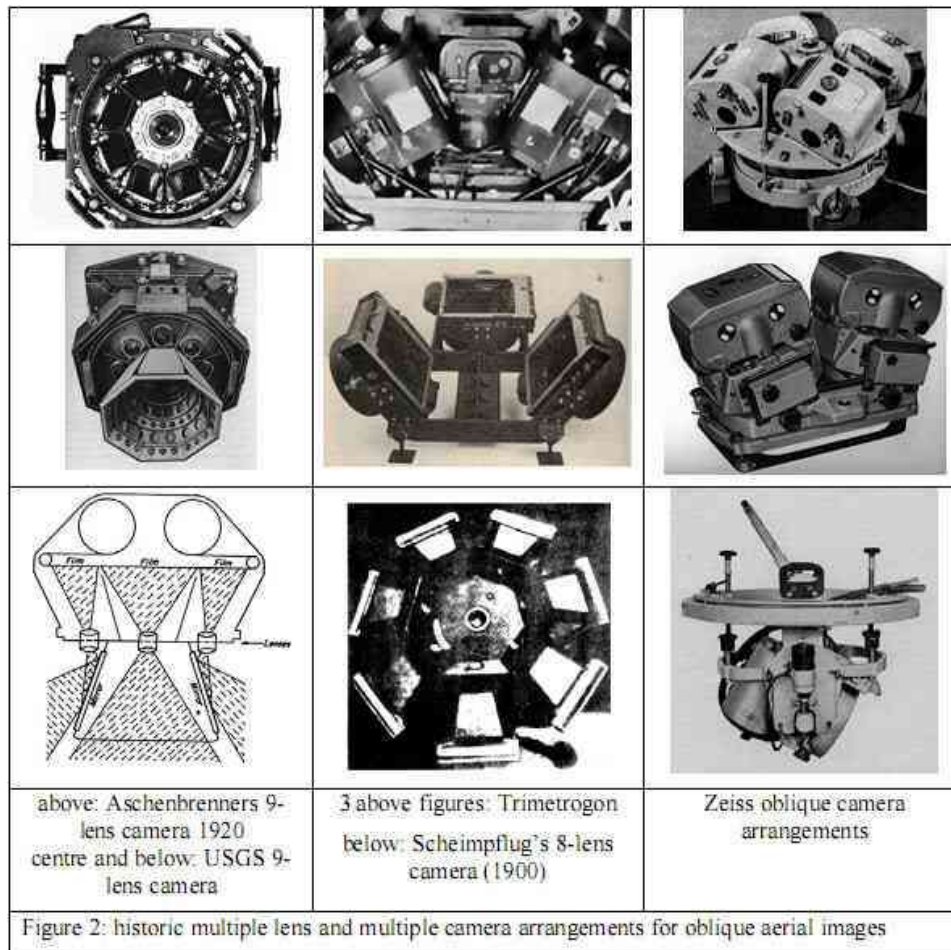 Film
Film
Film
Lenses
above: Aschenbrenners 9-
lens camera 1920
centre and below: USGS 9-
lens camera
3 above figures: Trimetrogon
below: Scheimpflug's 8-lens
camera (1900)
Zeiss oblique camera
arrangements
Figure 2: historic multiple lens and multiple camera arrangements for oblique aerial images